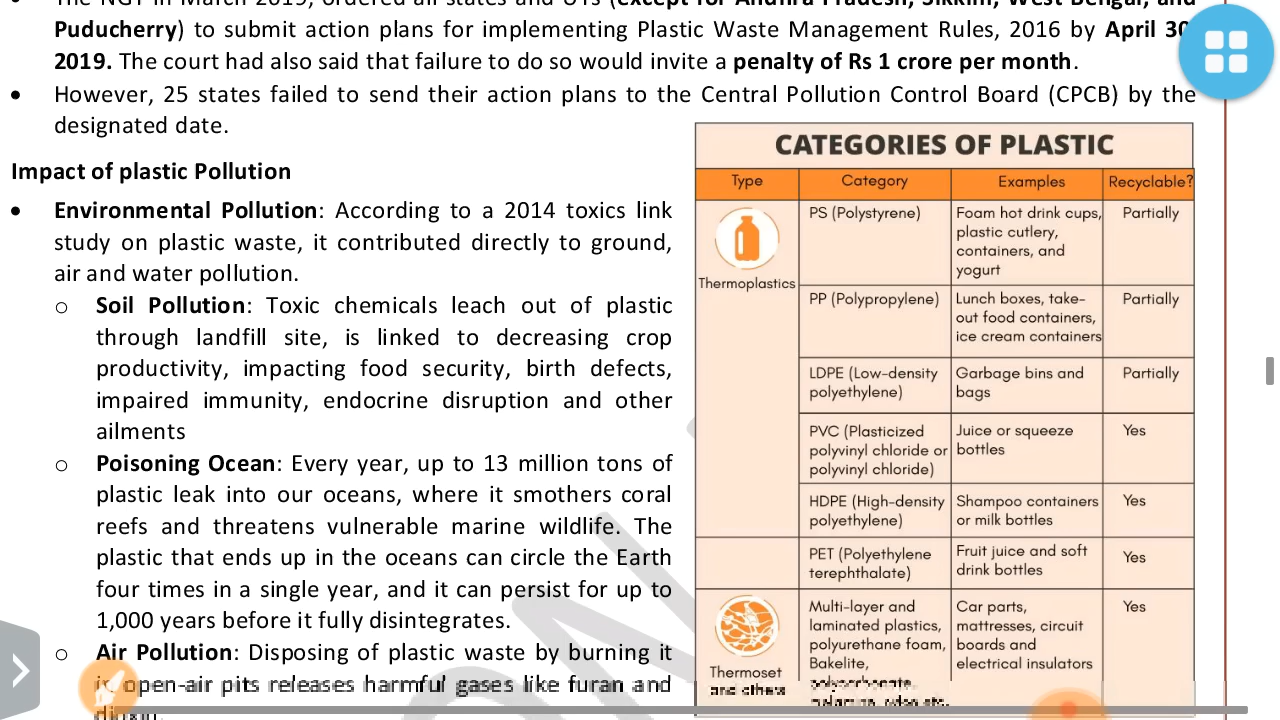 The NGT in March 2019, ordered all states and UTs (except for Andhra Pradesh, Sikkim, West Bengal, and
Puducherry) to submit action plans for implementing Plastic Waste Management Rules, 2016 by April 30
2019. The court had also said that failure to do so would invite a penalty of Rs 1 crore per month.
• However, 25 states failed to send their action plans to the Central Pollution Control Board (CPCB) by the
designated date.
Impact of plastic Pollution
• Environmental Pollution: According to a 2014 toxics link
study on plastic waste, it contributed directly to ground,
air and water pollution.
o Soil Pollution: Toxic chemicals leach out of plastic
through landfill site, is linked to decreasing crop
productivity, impacting food security, birth defects,
impaired immunity, endocrine disruption and other
ailments
o Poisoning Ocean: Every year, up to 13 million tons of
plastic leak into our oceans, where it smothers coral
reefs and threatens vulnerable marine wildlife. The
plastic that ends up in the oceans can circle the Earth
four times in a single year, and it can persist for up to
1,000 years before it fully disintegrates.
o Air Pollution: Disposing of plastic waste by burning it
in open-air pits releases harmful gases like furan and
dioxin.
CATEGORIES OF PLASTIC
Type Category Examples Recyclable?
Thermoplastics
PS (Polystyrene)
Foam hot drink cups,
plastic cutlery,
containers, and
yogurt
Partially
PP (Polypropylene)
Lunch boxes, take-
out food containers,
ice cream containers
Partially
LDPE (Low-density
polyethylene)
Garbage bins and
bags
Partially
PVC (Plasticized
polyvinyl chloride or
polyvinyl chloride)
Juice or squeeze
bottles
Yes
HDPE (High-density
polyethylene)
Shampoo containers
or milk bottles
Yes
PET (Polyethylene
terephthalate)
Fruit juice and soft
drink bottles
Yes
Thermoset
and others
Multi-layer and
laminated plastics,
polyurethane foam,
Bakelite,
polycarbonate,
melamine, nylon etc.
Car parts,
mattresses, circuit
boards and
electrical insulators
Yes